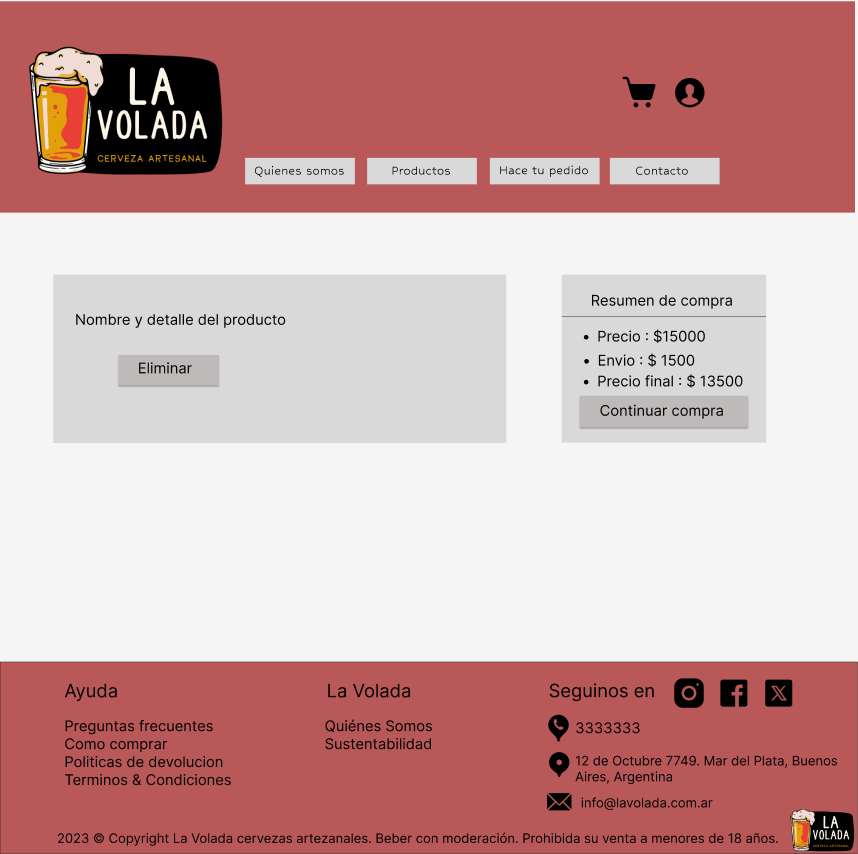 LA
VOLADA
CERVEZA ARTESANAL
Quienes somos
Productos
Hace tu pedido
Contacto
Nombre y detalle del producto
Eliminar
Resumen de compra
Precio : $15000
Envio : $ 1500
Precio final : $ 13500
Continuar compra
Ayuda
Preguntas frecuentes
Como comprar
Politicas de devolucion
Terminos & Condiciones
La Volada
Quiénes Somos
Sustentabilidad
Seguinos en
3333333
12 de Octubre 7749. Mar del Plata, Buenos
Aires, Argentina
info@lavolada.com.ar
2023 © Copyright La Volada cervezas artezanales. Beber con moderación. Prohibida su venta a menores de 18 años.
LA
VOLADA
CERVEZA ARTESANAL